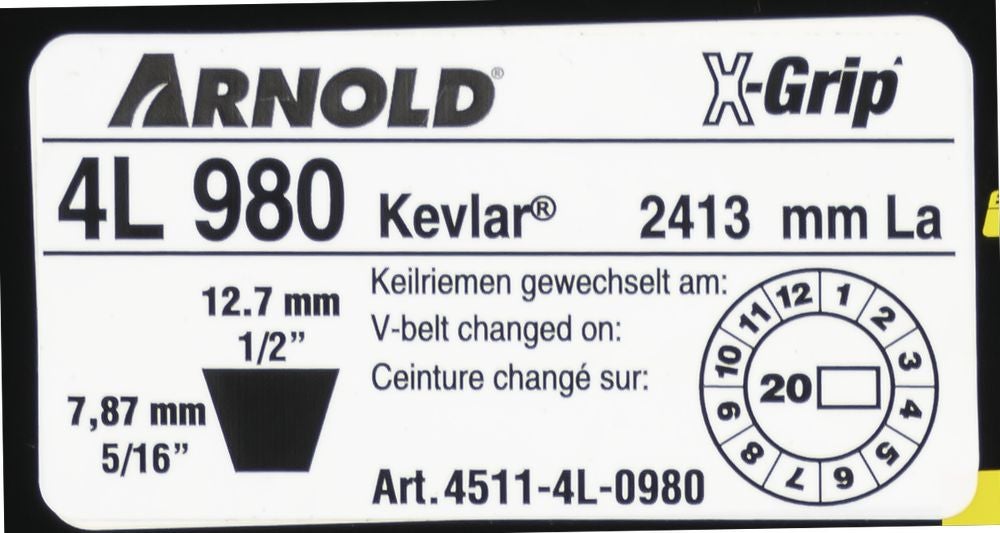 ARNOLD®
X-Grip
4L 980 Kevlar® 2413 mm La
12.7 mm
1/2”
7,87 mm
5/16”
Keilriemen gewechselt am:
V-belt changed on:
Ceinture changé sur:
Art.4511-4L-0980
1 2 3 4 5 6 7 8 9 10 11 12
20